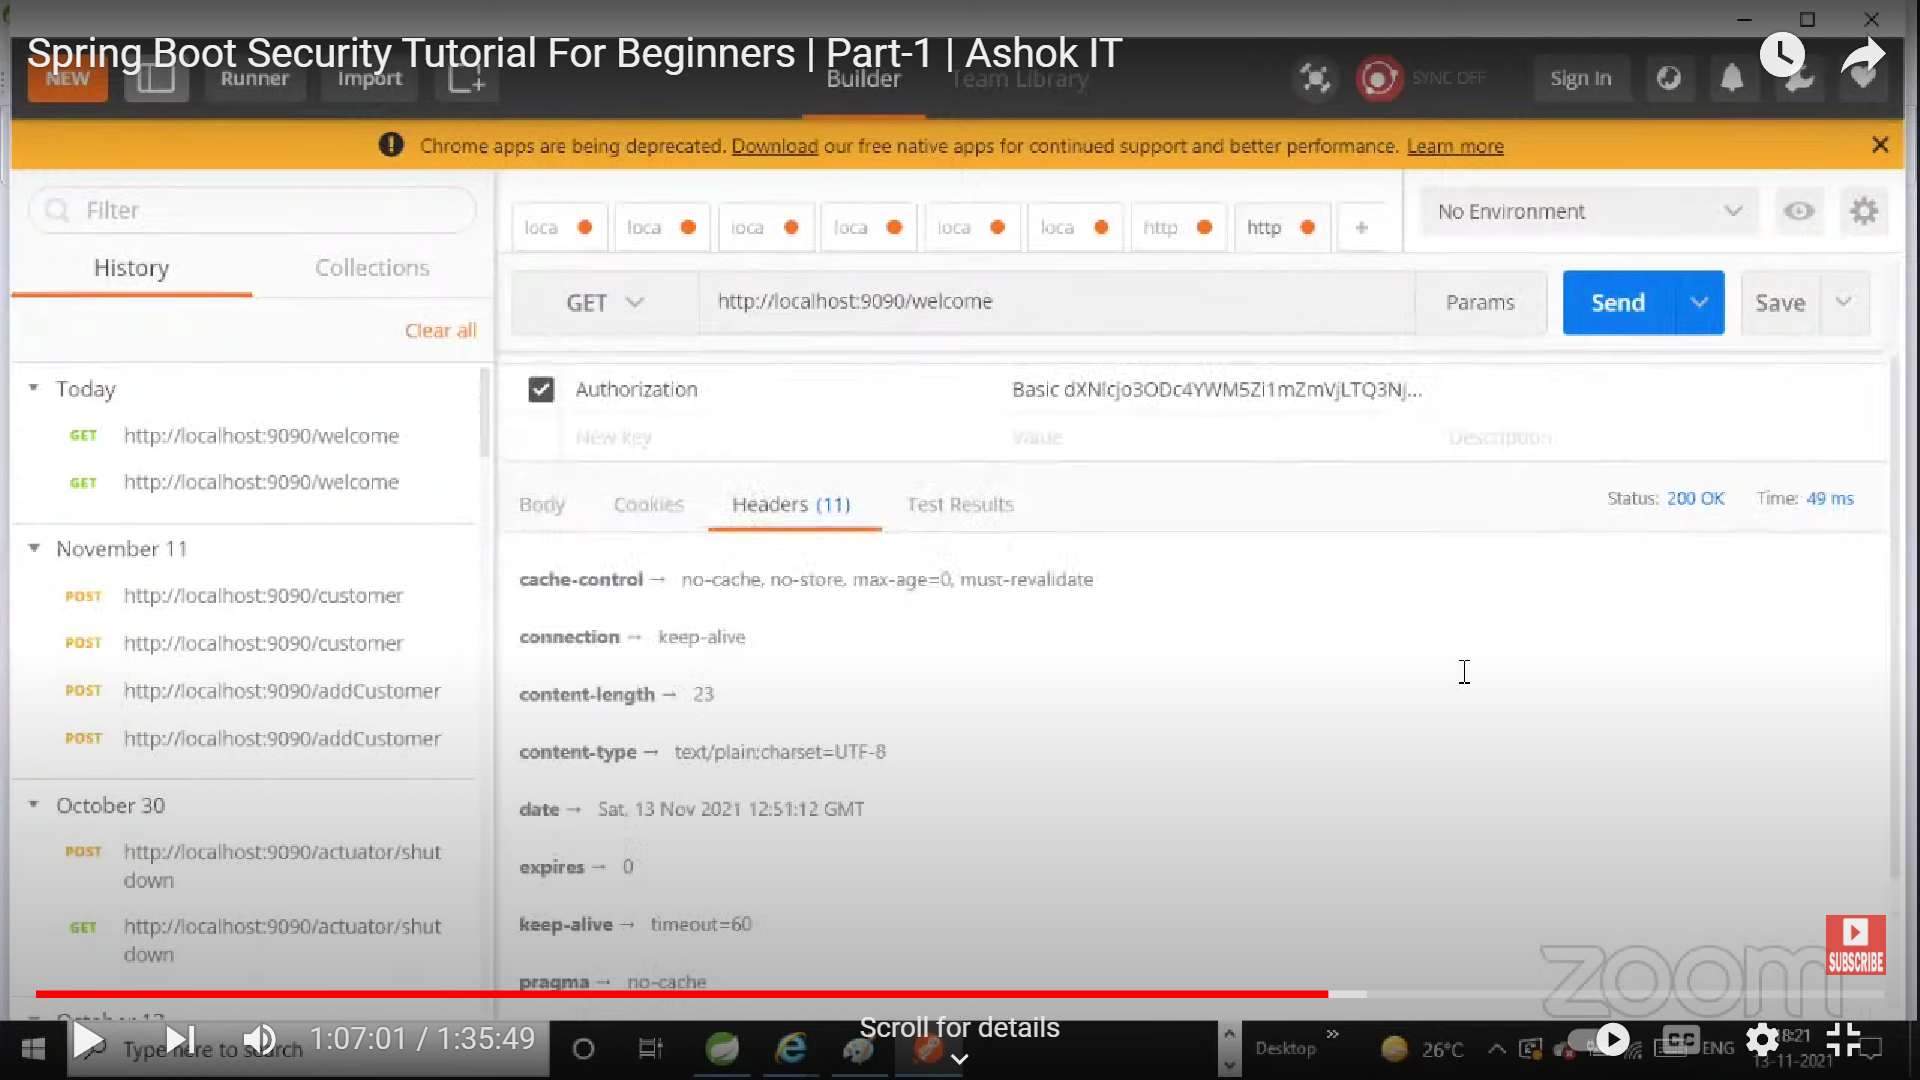 Spring Boot Security Tutorial For Beginners | Part-1 | Ashok IT
NEW Runner Import Builder Team Library SYNC OFF Sign In
Chrome apps are being deprecated. Download our free native apps for continued support and better performance. Learn more
Filter
loca loca loca loca loca loca http http + No Environment
History Collections
GET http://localhost:9090/welcome Params Send Save
Clear all
Today
Authorization Basic dXNlcjo3ODc4YWM5Zi1mZmVjLTQ3Nj...
GET http://localhost:9090/welcome
New key Value Description
GET http://localhost:9090/welcome
Body Cookies Headers (11) Test Results Status: 200 OK Time: 49 ms
November 11
POST http://localhost:9090/customer
cache-control → no-cache, no-store, max-age=0, must-revalidate
POST http://localhost:9090/customer
connection → keep-alive
POST http://localhost:9090/addCustomer
content-length → 23
POST http://localhost:9090/addCustomer
content-type → text/plain;charset=UTF-8
October 30
date → Sat, 13 Nov 2021 12:51:12 GMT
POST http://localhost:9090/actuator/shut
down
expires → 0
GET http://localhost:9090/actuator/shut
down
keep-alive → timeout=60
pragma → no-cache
zoom
SUBSCRIBE
1:07:01 / 1:35:49
Scroll for details
Type here to search
Desktop
26°C
CC
ENG
18:21
13-11-2021